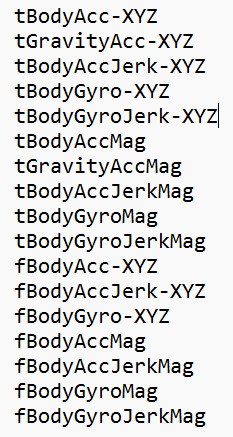 tBodyAcc-XYZ
tGravityAcc-XYZ
tBodyAccJerk-XYZ
tBodyGyro-XYZ
tBodyGyroJerk-XYZ
tBodyAccMag
tGravityAccMag
tBodyAccJerkMag
tBodyGyroMag
tBodyGyroJerkMag
fBodyAcc-XYZ
fBodyAccJerk-XYZ
fBodyGyro-XYZ
fBodyAccMag
fBodyAccJerkMag
fBodyGyroMag
fBodyGyroJerkMag